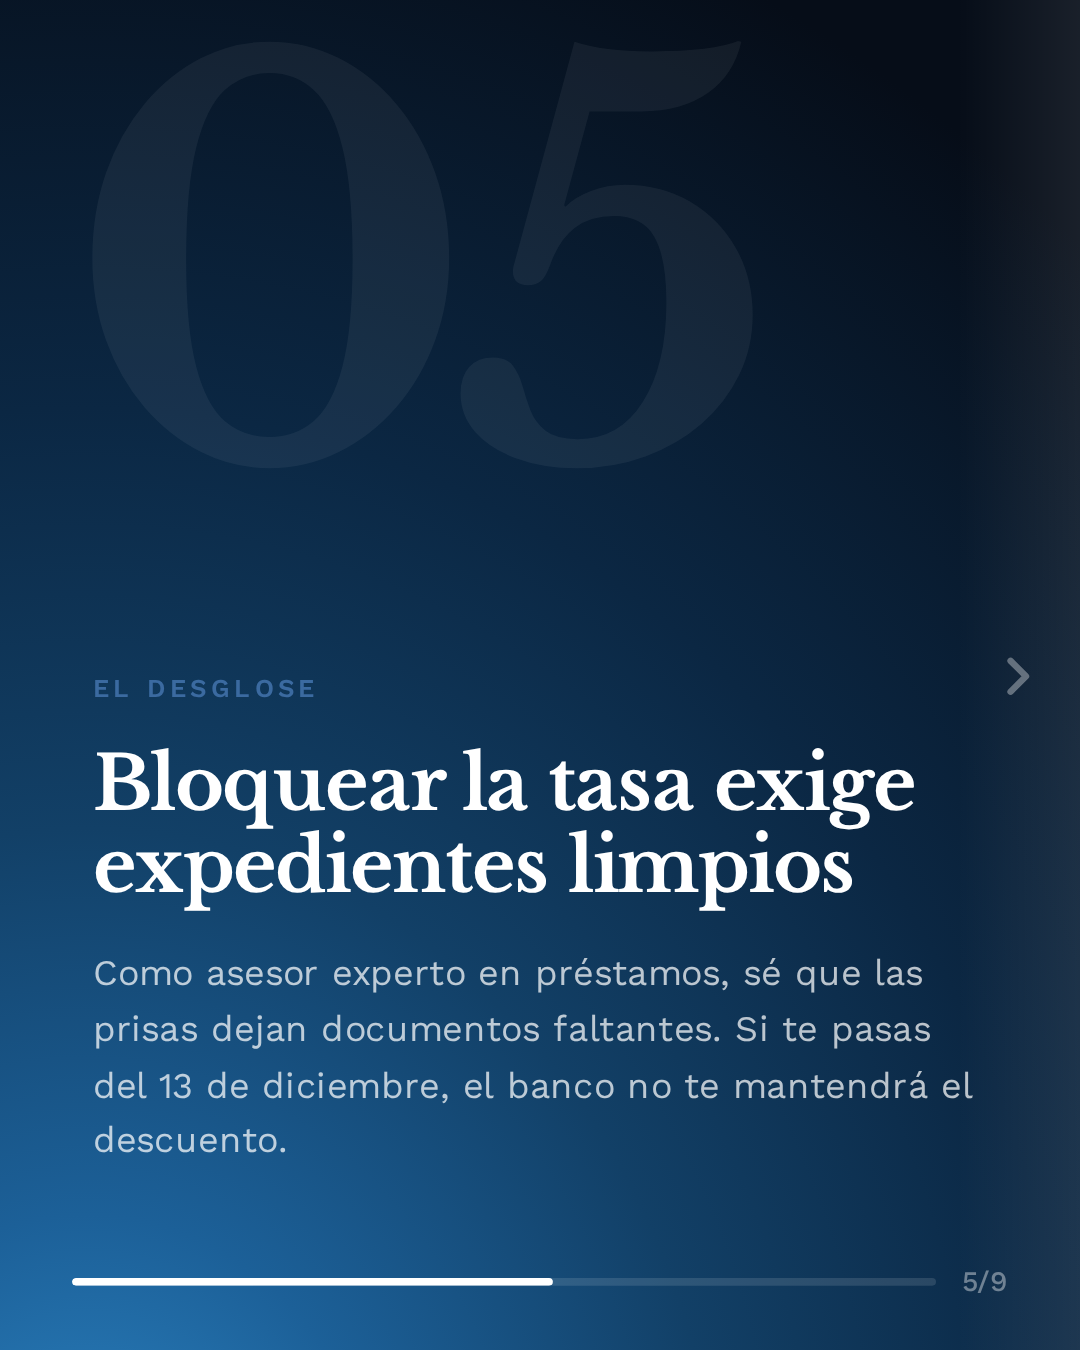 05
EL DESGLOSE
Bloquear la tasa exige
expedientes limpios
Como asesor experto en préstamos, sé que las
prisas dejan documentos faltantes. Si te pasas
del 13 de diciembre, el banco no te mantendrá el
descuento.
5/9